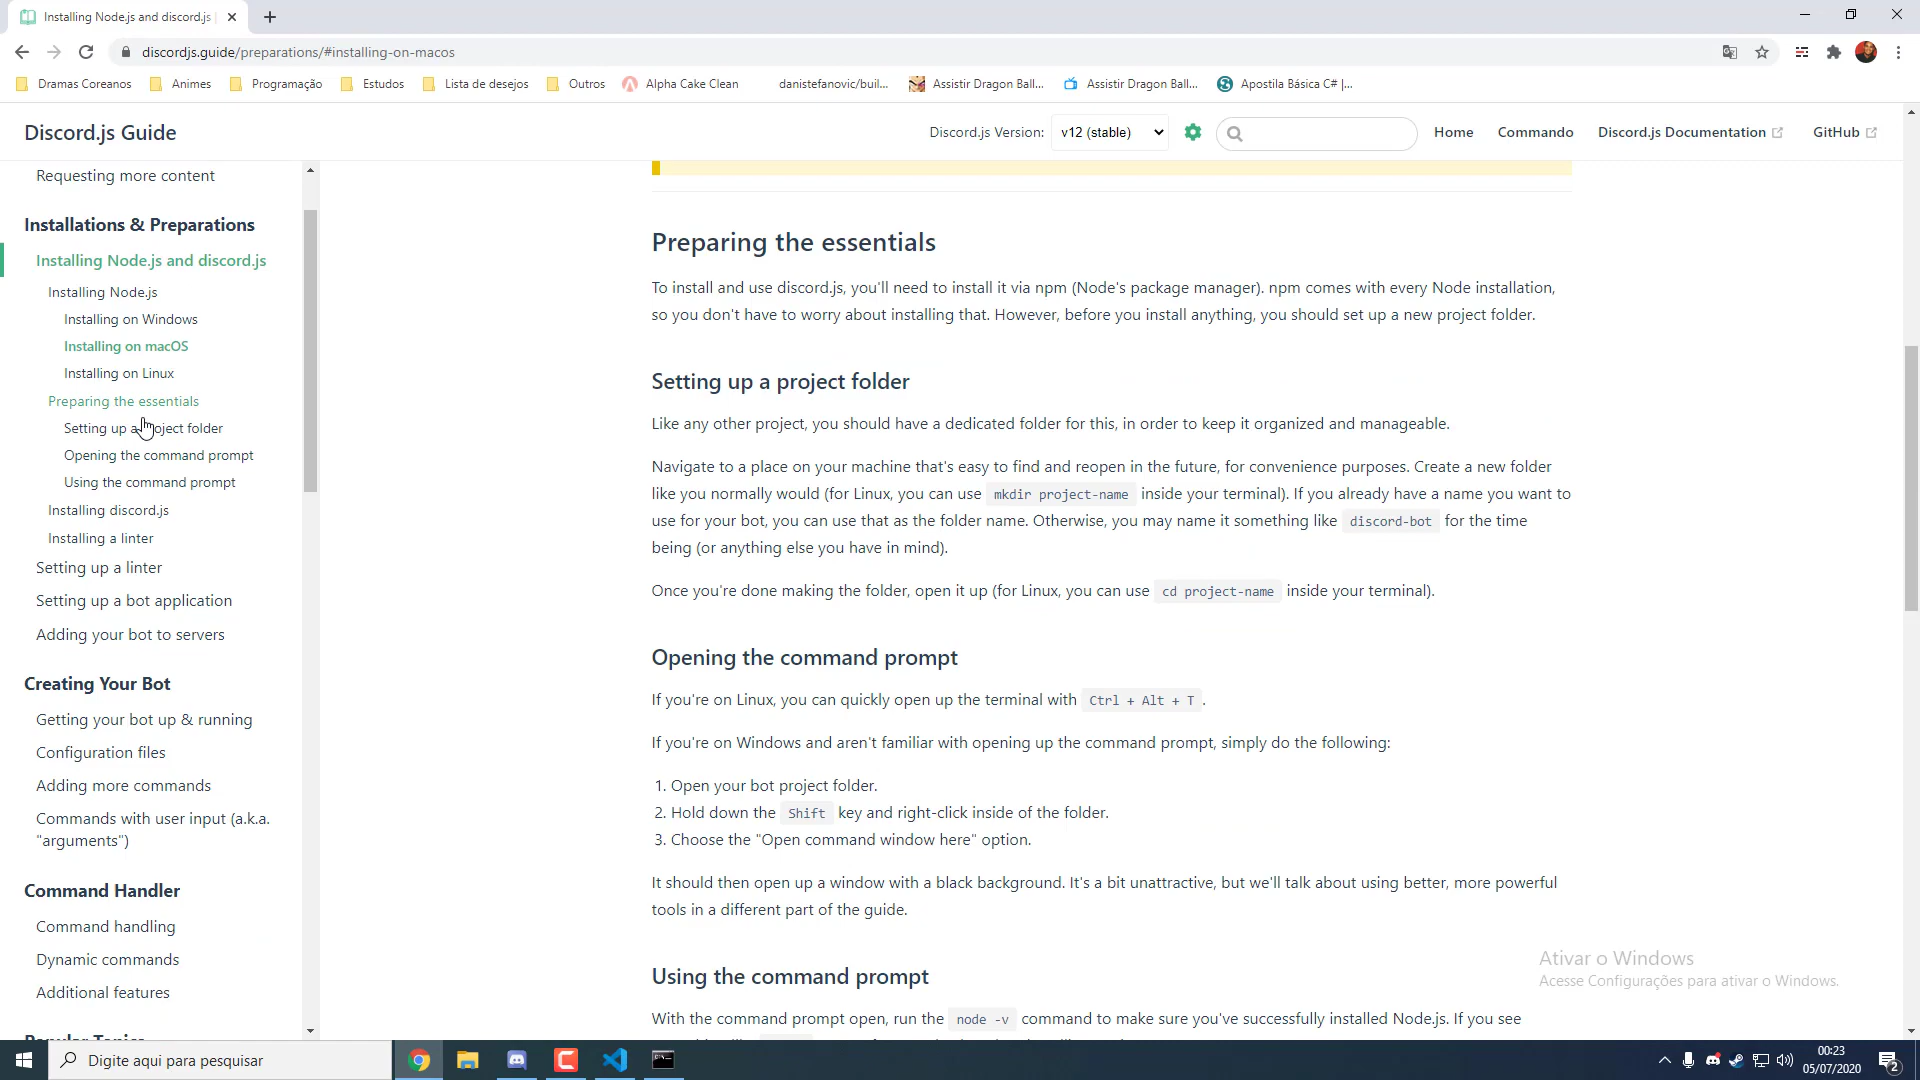 Installing Node.js and discord.js |
discordjs.guide/preparations/#installing-on-macos
Dramas Coreanos
Animes
Programação
Estudos
Lista de desejos
Outros
Alpha Cake Clean
danistefanovic/buil...
Assistir Dragon Ball...
Assistir Dragon Ball...
Apostila Básica C# |...
Discord.js Guide
Discord.js Version:
v12 (stable)
Home
Commando
Discord.js Documentation
GitHub
Requesting more content
Installations & Preparations
Installing Node.js and discord.js
Installing Node.js
Installing on Windows
Installing on macOS
Installing on Linux
Preparing the essentials
Setting up a project folder
Opening the command prompt
Using the command prompt
Installing discord.js
Installing a linter
Setting up a linter
Setting up a bot application
Adding your bot to servers
Creating Your Bot
Getting your bot up & running
Configuration files
Adding more commands
Commands with user input (a.k.a.
"arguments")
Command Handler
Command handling
Dynamic commands
Additional features
Popular Topics
Preparing the essentials
To install and use discord.js, you'll need to install it via npm (Node's package manager). npm comes with every Node installation,
so you don't have to worry about installing that. However, before you install anything, you should set up a new project folder.
Setting up a project folder
Like any other project, you should have a dedicated folder for this, in order to keep it organized and manageable.
Navigate to a place on your machine that's easy to find and reopen in the future, for convenience purposes. Create a new folder
like you normally would (for Linux, you can use mkdir project-name inside your terminal). If you already have a name you want to
use for your bot, you can use that as the folder name. Otherwise, you may name it something like discord-bot for the time
being (or anything else you have in mind).
Once you're done making the folder, open it up (for Linux, you can use cd project-name inside your terminal).
Opening the command prompt
If you're on Linux, you can quickly open up the terminal with Ctrl + Alt + T .
If you're on Windows and aren't familiar with opening up the command prompt, simply do the following:
1. Open your bot project folder.
2. Hold down the Shift key and right-click inside of the folder.
3. Choose the "Open command window here" option.
It should then open up a window with a black background. It's a bit unattractive, but we'll talk about using better, more powerful
tools in a different part of the guide.
Using the command prompt
With the command prompt open, run the node -v command to make sure you've successfully installed Node.js. If you see
Ativar o Windows
Acesse Configurações para ativar o Windows.
Digite aqui para pesquisar
00:23
05/07/2020
2